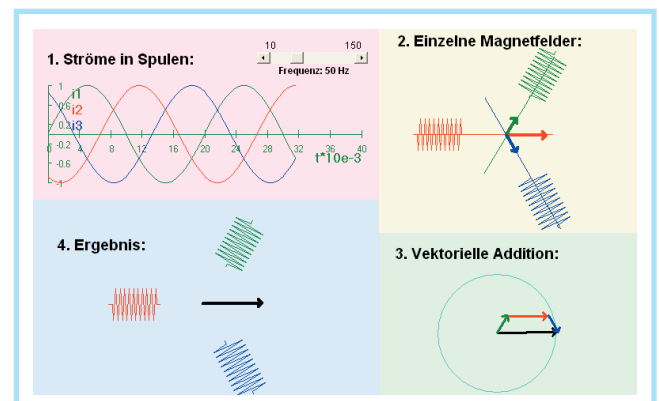 1. Ströme in Spulen:
10 150
Frequenz: 50 Hz
1
0.6
0.2
-0.2
-0.6
-1
i1
i2
i3
0 4 8 12 16 20 24 28 32 36 40
t*10e-3
2. Einzelne Magnetfelder:
4. Ergebnis:
3. Vektorielle Addition: